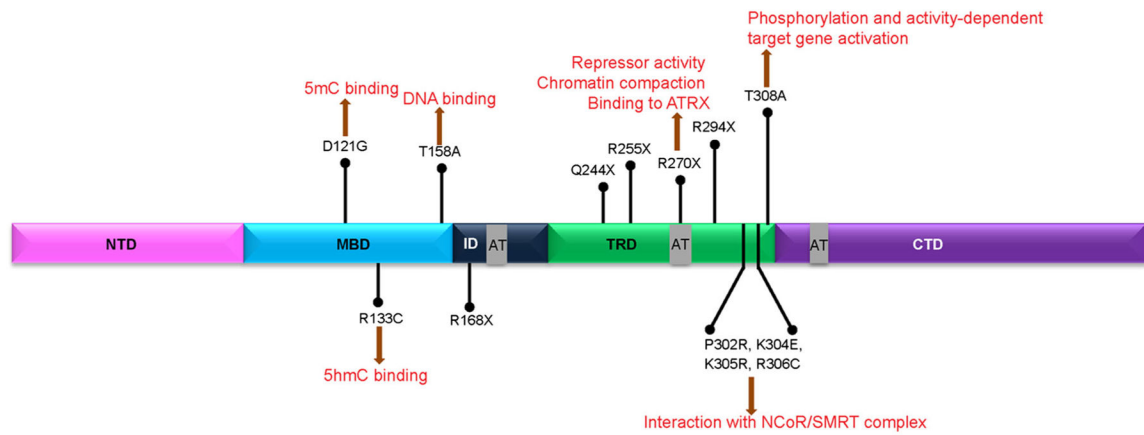 Phosphorylation and activity-dependent
target gene activation
Repressor activity
Chromatin compaction
Binding to ATRX
5mC binding
DNA binding
T308A
R294X
D121G
T158A
R255X
Q244X
R270X
NTD
MBD
ID
AT
TRD
AT
AT
CTD
R133C
R168X
P302R, K304E,
K305R, R306C
5hmC binding
Interaction with NCoR/SMRT complex